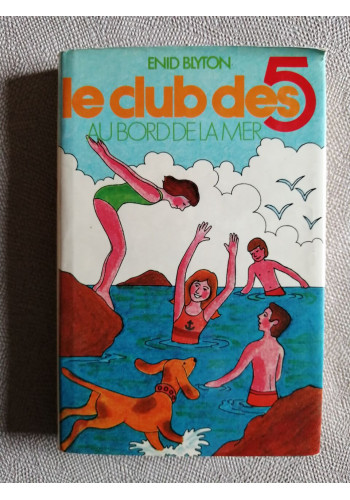 ENID BLYTON
le club des 5
AU BORD DE LA MER